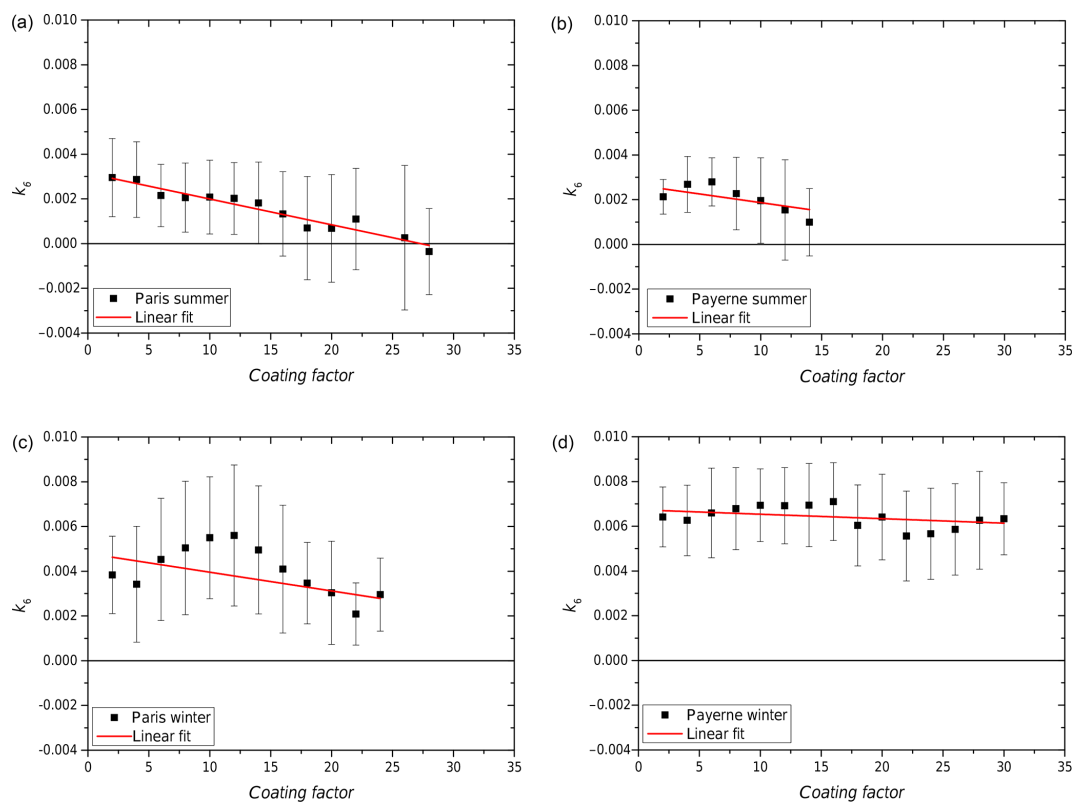 (a)
0.010
0.008
0.006
0.004
0.002
0.000
−0.002
−0.004
k6
Paris summer
Linear fit
0 5 10 15 20 25 30 35
Coating factor
(b)
0.010
0.008
0.006
0.004
0.002
0.000
−0.002
−0.004
k6
Payerne summer
Linear fit
0 5 10 15 20 25 30 35
Coating factor
(c)
0.010
0.008
0.006
0.004
0.002
0.000
-0.002
-0.004
k6
Paris winter
Linear fit
0 5 10 15 20 25 30 35
Coating factor
(d)
0.010
0.008
0.006
0.004
0.002
0.000
−0.002
−0.004
k6
Payerne winter
Linear fit
0 5 10 15 20 25 30 35
Coating factor